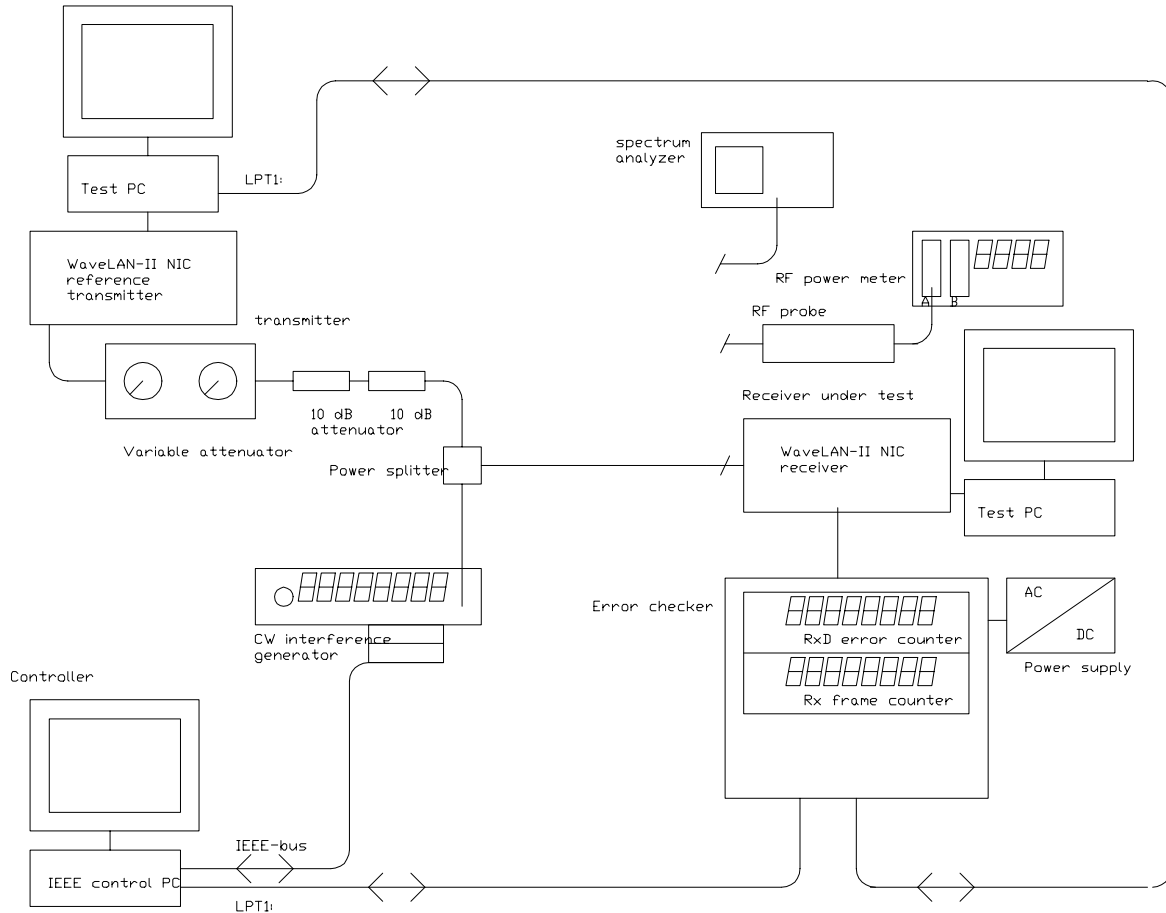 Test PC
LPT1:
WaveLAN-II NIC
reference
transmitter
transmitter
10 dB
10 dB
attenuator
Variable attenuator
Power splitter
spectrum
analyzer
RF power meter
A
B
RF probe
Receiver under test
WaveLAN-II NIC
receiver
Test PC
CW interference
generator
Error checker
RxD error counter
Rx frame counter
AC
DC
Power supply
Controller
IEEE-bus
IEEE control PC
LPT1: